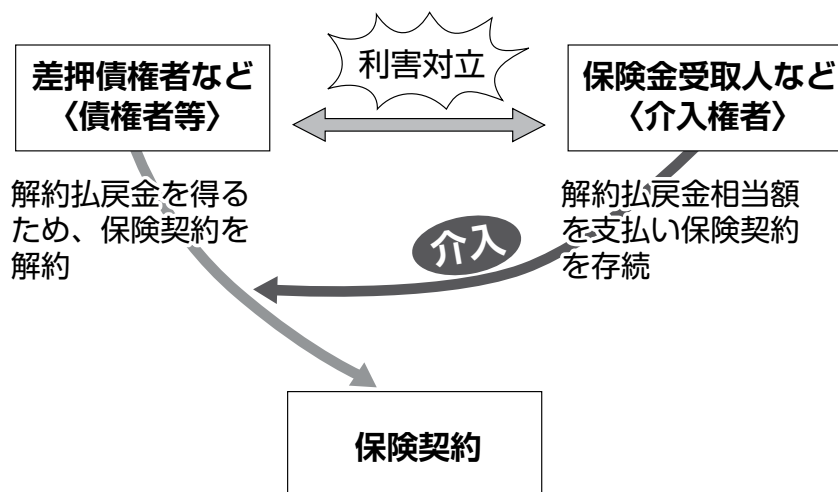 利害対立
差押債権者など
〈債権者等〉
保険金受取人など
〈介入権者〉
解約払戻金を得る
ため、保険契約を
解約
介入
解約払戻金相当額
を支払い保険契約
を存続
保険契約